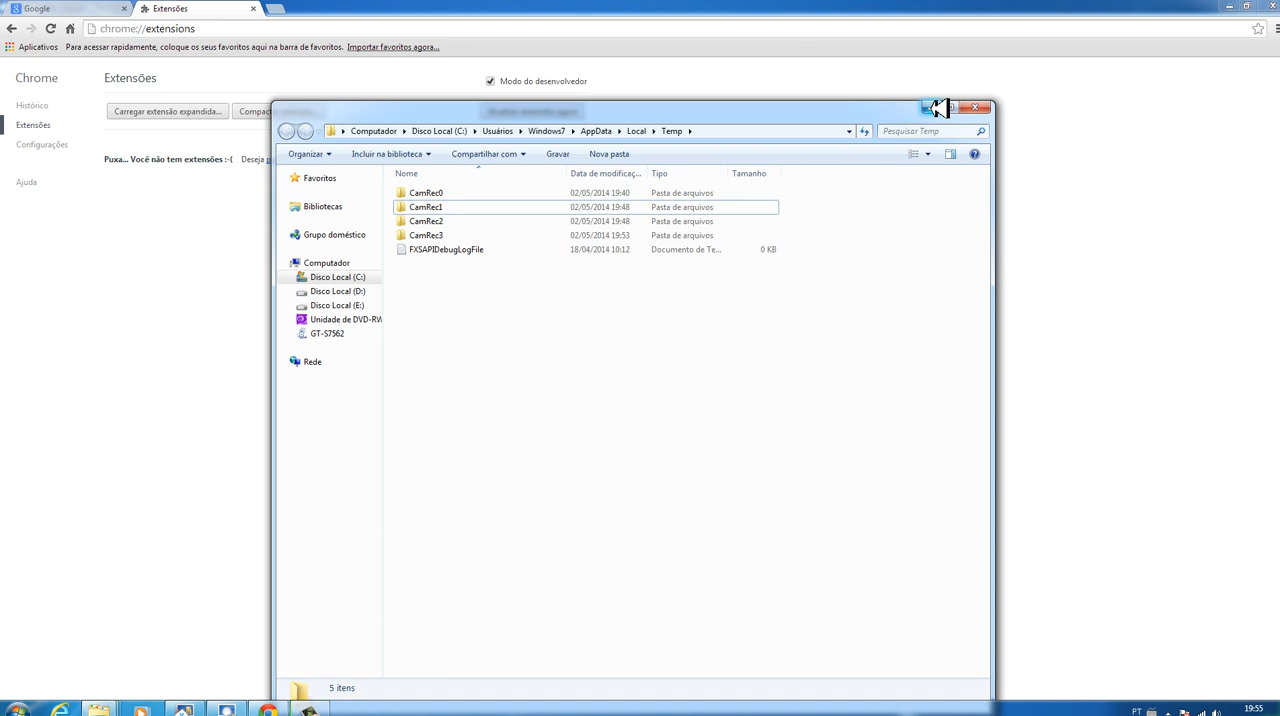 Google
Extensões
chrome://extensions
Aplicativos Para acessar rapidamente, coloque os seus favoritos aqui na barra de favoritos. Importar favoritos agora...
Chrome
Histórico
Extensões
Configurações
Ajuda
Extensões
Modo do desenvolvedor
Carregar extensão expandida...
Puxa... Você não tem extensões :-( Deseja
Computador Disco Local (C:) Usuários Windows7 AppData Local Temp
Pesquisar Temp
Organizar Incluir na biblioteca Compartilhar com Gravar Nova pasta
Favoritos
Bibliotecas
Grupo doméstico
Computador
Disco Local (C:)
Disco Local (D:)
Disco Local (E:)
Unidade de DVD-RW
GT-S7562
Rede
Nome Data de modificaç... Tipo Tamanho
CamRec0 02/05/2014 19:40 Pasta de arquivos
CamRec1 02/05/2014 19:48 Pasta de arquivos
CamRec2 02/05/2014 19:48 Pasta de arquivos
CamRec3 02/05/2014 19:53 Pasta de arquivos
FXSAPIDebugLogFile 18/04/2014 10:12 Documento de Te... 0 KB
5 itens
PT
19:55